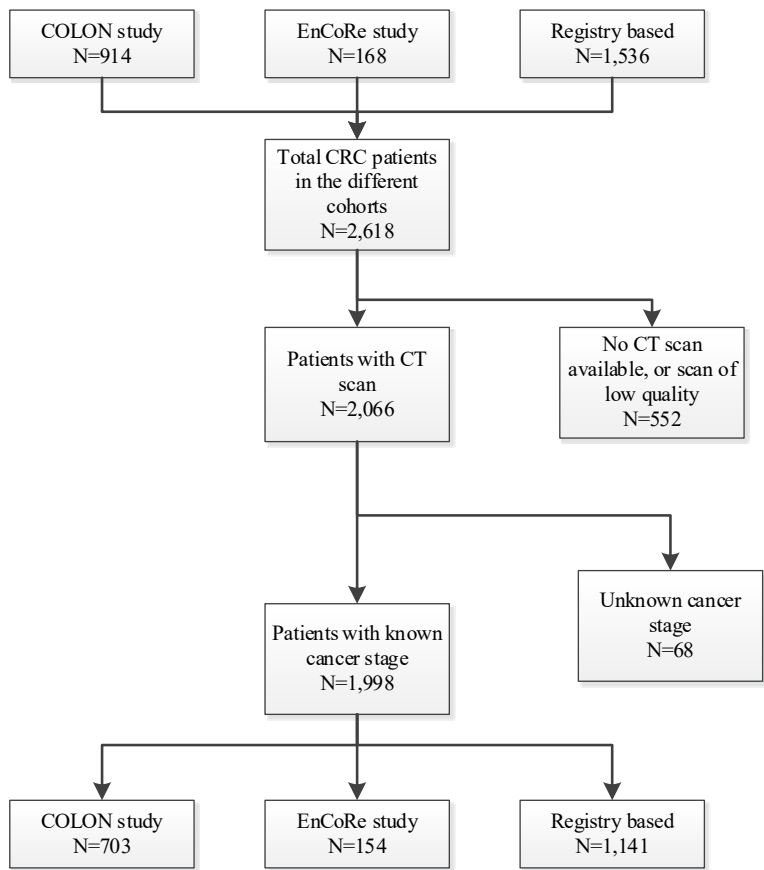 COLON study
N=914
EnCoRe study
N=168
Registry based
N=1,536
Total CRC patients
in the different
cohorts
N=2,618
Patients with CT
scan
N=2,066
No CT scan
available, or scan of
low quality
N=552
Unknown cancer
stage
N=68
Patients with known
cancer stage
N=1,998
COLON study
N=703
EnCoRe study
N=154
Registry based
N=1,141